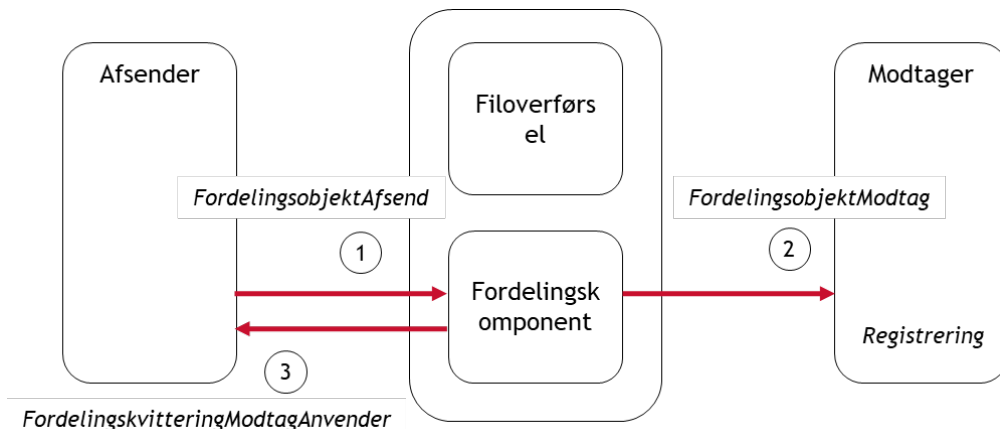 Afsender
Filoverførs
el
Modtager
FordelingsobjektAfsend
FordelingsobjektModtag
1
2
Fordelingsk
omponent
Registrering
3
FordelingskvitteringModtagAnvender